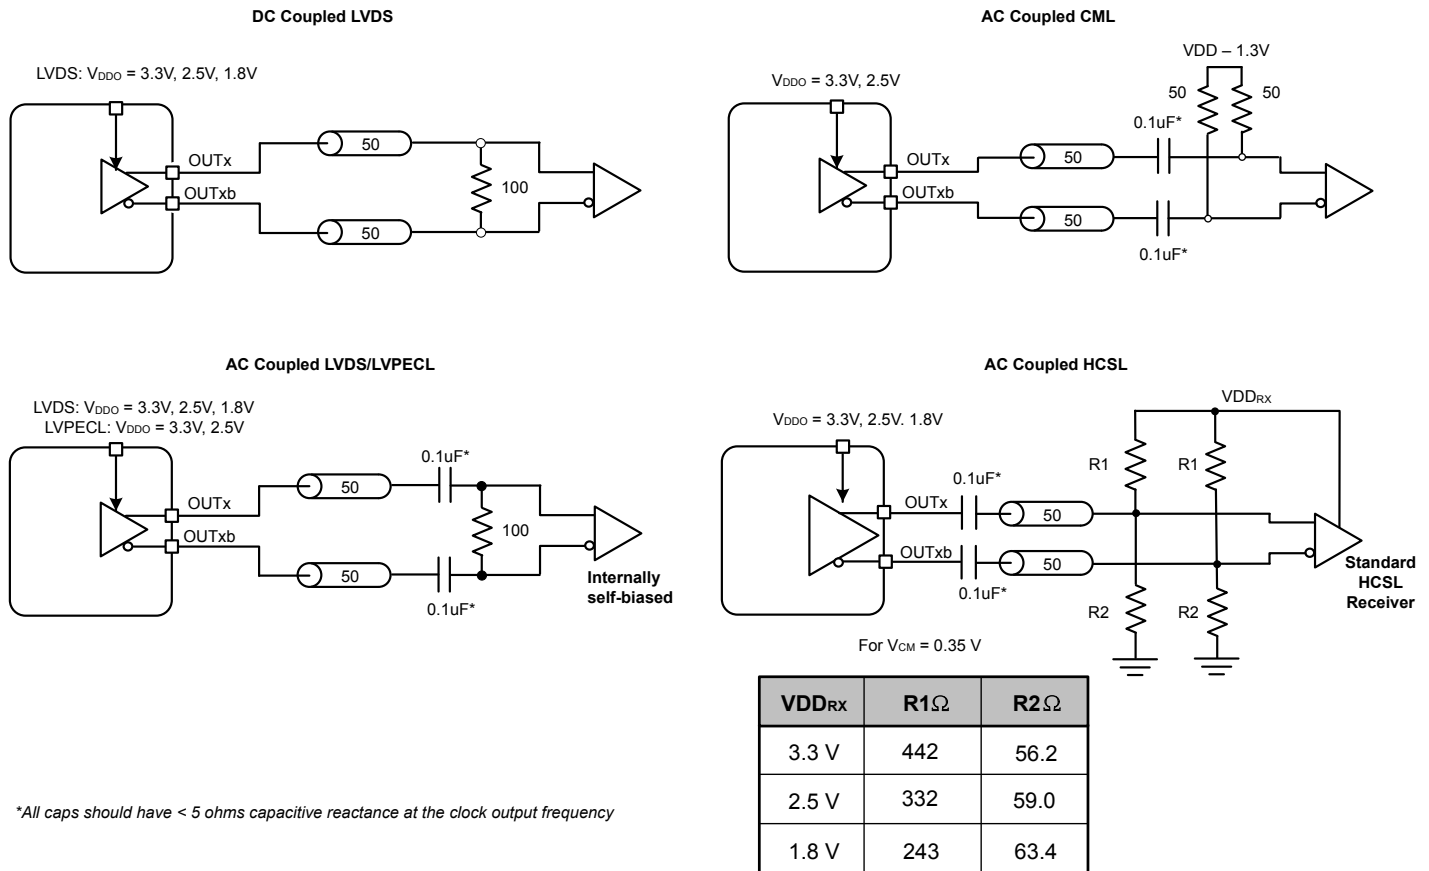 DC Coupled LVDS
LVDS: VDDO = 3.3V, 2.5V, 1.8V
OUTx
OUTxb
50
50
100
AC Coupled CML
VDD – 1.3V
VDDO = 3.3V, 2.5V
50
50
0.1uF*
OUTx
OUTxb
50
50
0.1uF*
AC Coupled LVDS/LVPECL
LVDS: VDDO = 3.3V, 2.5V, 1.8V
LVPECL: VDDO = 3.3V, 2.5V
0.1uF*
OUTx
OUTxb
50
50
100
0.1uF*
Internally
self-biased
AC Coupled HCSL
VDDRX
VDDO = 3.3V, 2.5V. 1.8V
R1
R1
0.1uF*
OUTx
OUTxb
50
50
0.1uF*
R2
R2
Standard
HCSL
Receiver
For VCM = 0.35 V
VDDRX R1Ω R2Ω
3.3 V 442 56.2
2.5 V 332 59.0
1.8 V 243 63.4
*All caps should have < 5 ohms capacitive reactance at the clock output frequency